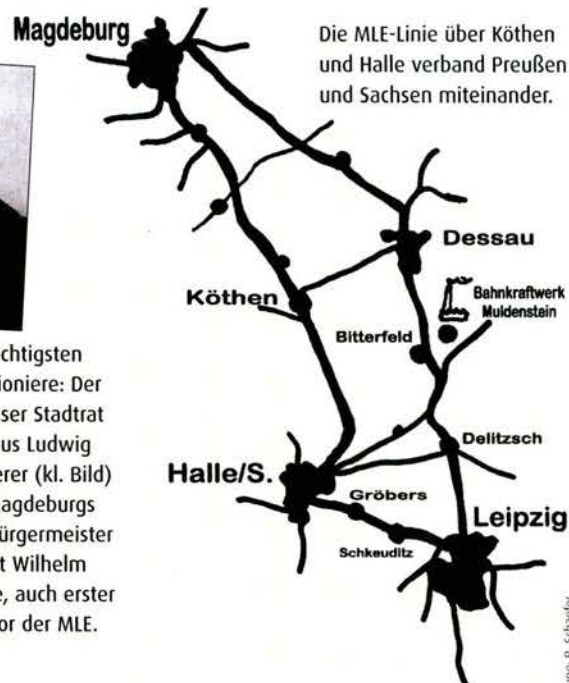 Magdeburg
Die MLE-Linie über Köthen
und Halle verband Preußen
und Sachsen miteinander.
Dessau
Köthen
Bahnkraftwerk
Muldenstein
Bitterfeld
Delitzsch
Halle/S.
Gröbers
Leipzig
Schkeuditz
chtigsten
ioniere: Der
ser Stadtrat
us Ludwig
erer (kl. Bild)
agdeburgs
ürgermeister
t Wilhelm
e, auch erster
or der MLE.